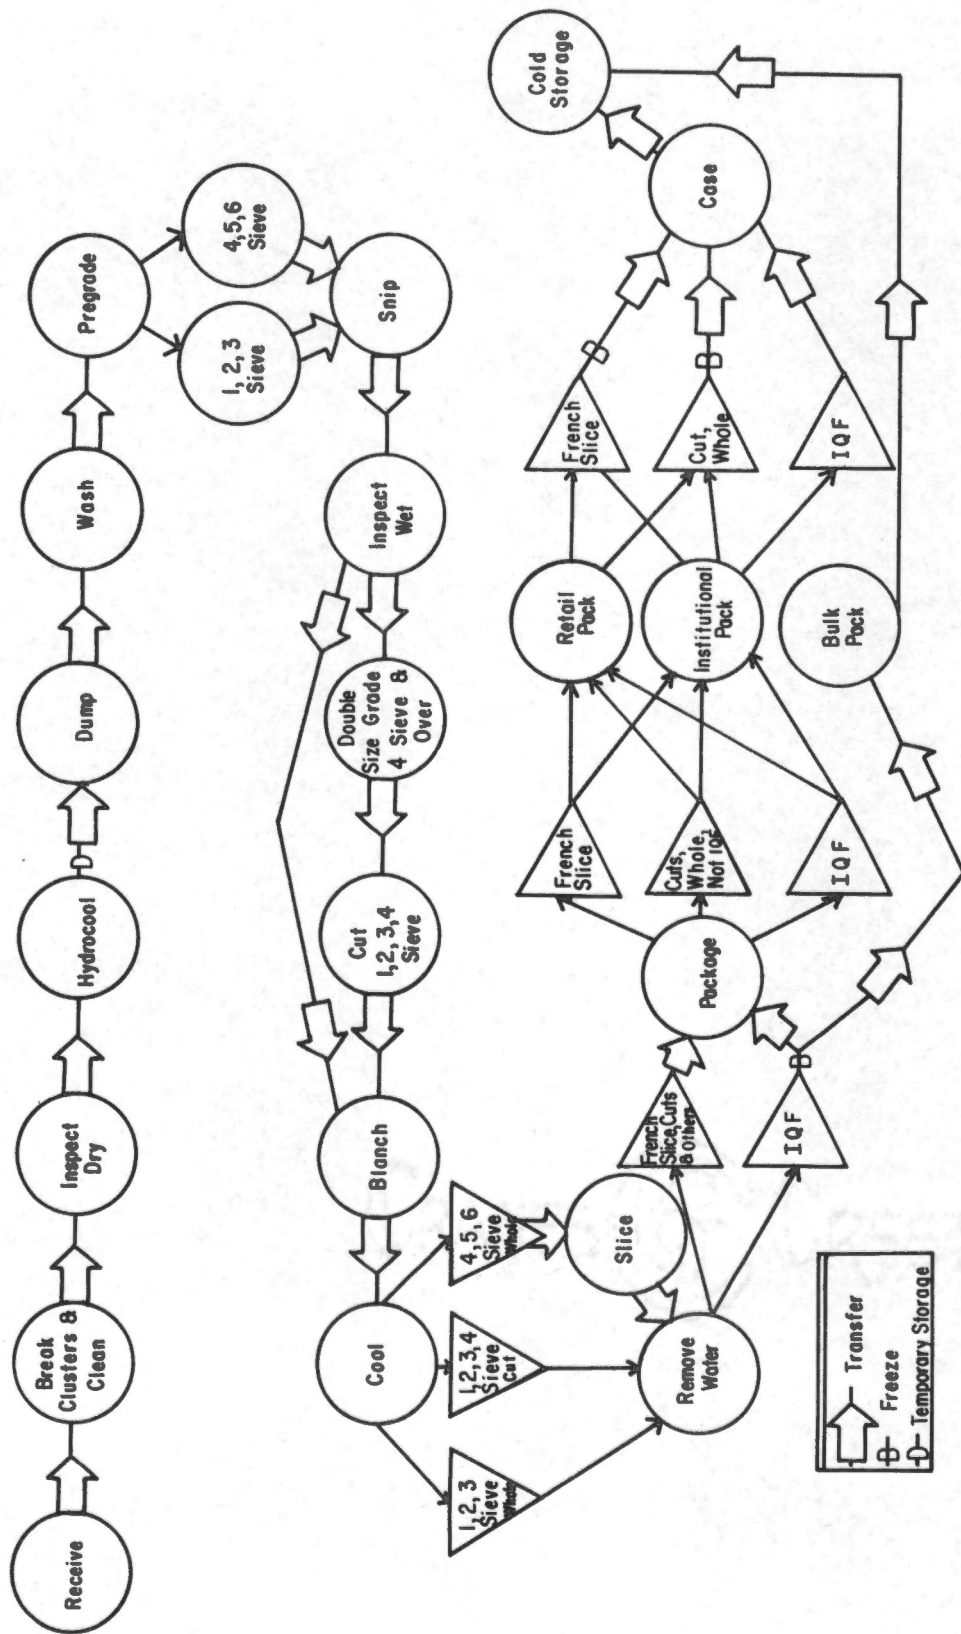 Receive
Break
Clusters &
Clean
Inspect
Dry
Hydrocool
D
Dump
Wash
Pregrade
1, 2, 3
Sieve
4, 5, 6
Sieve
Snip
Inspect
Wet
Double
Size Grade
4 Sieve &
Over
Cut
1, 2, 3, 4
Sieve
Blanch
Cool
1, 2, 3
Sieve
Whole
1, 2, 3, 4
Sieve
Cut
4, 5, 6
Sieve
Whole
Slice
Remove
Water
French
Slice, Cuts
& Others
IQF
B
Package
French
Slice
Cuts,
Whole,
Not IQF
IQF
Retail
Pack
Institutional
Pack
Bulk
Pack
French
Slice
B
Cut,
Whole
B
IQF
Case
Cold
Storage
Transfer
B Freeze
D Temporary Storage